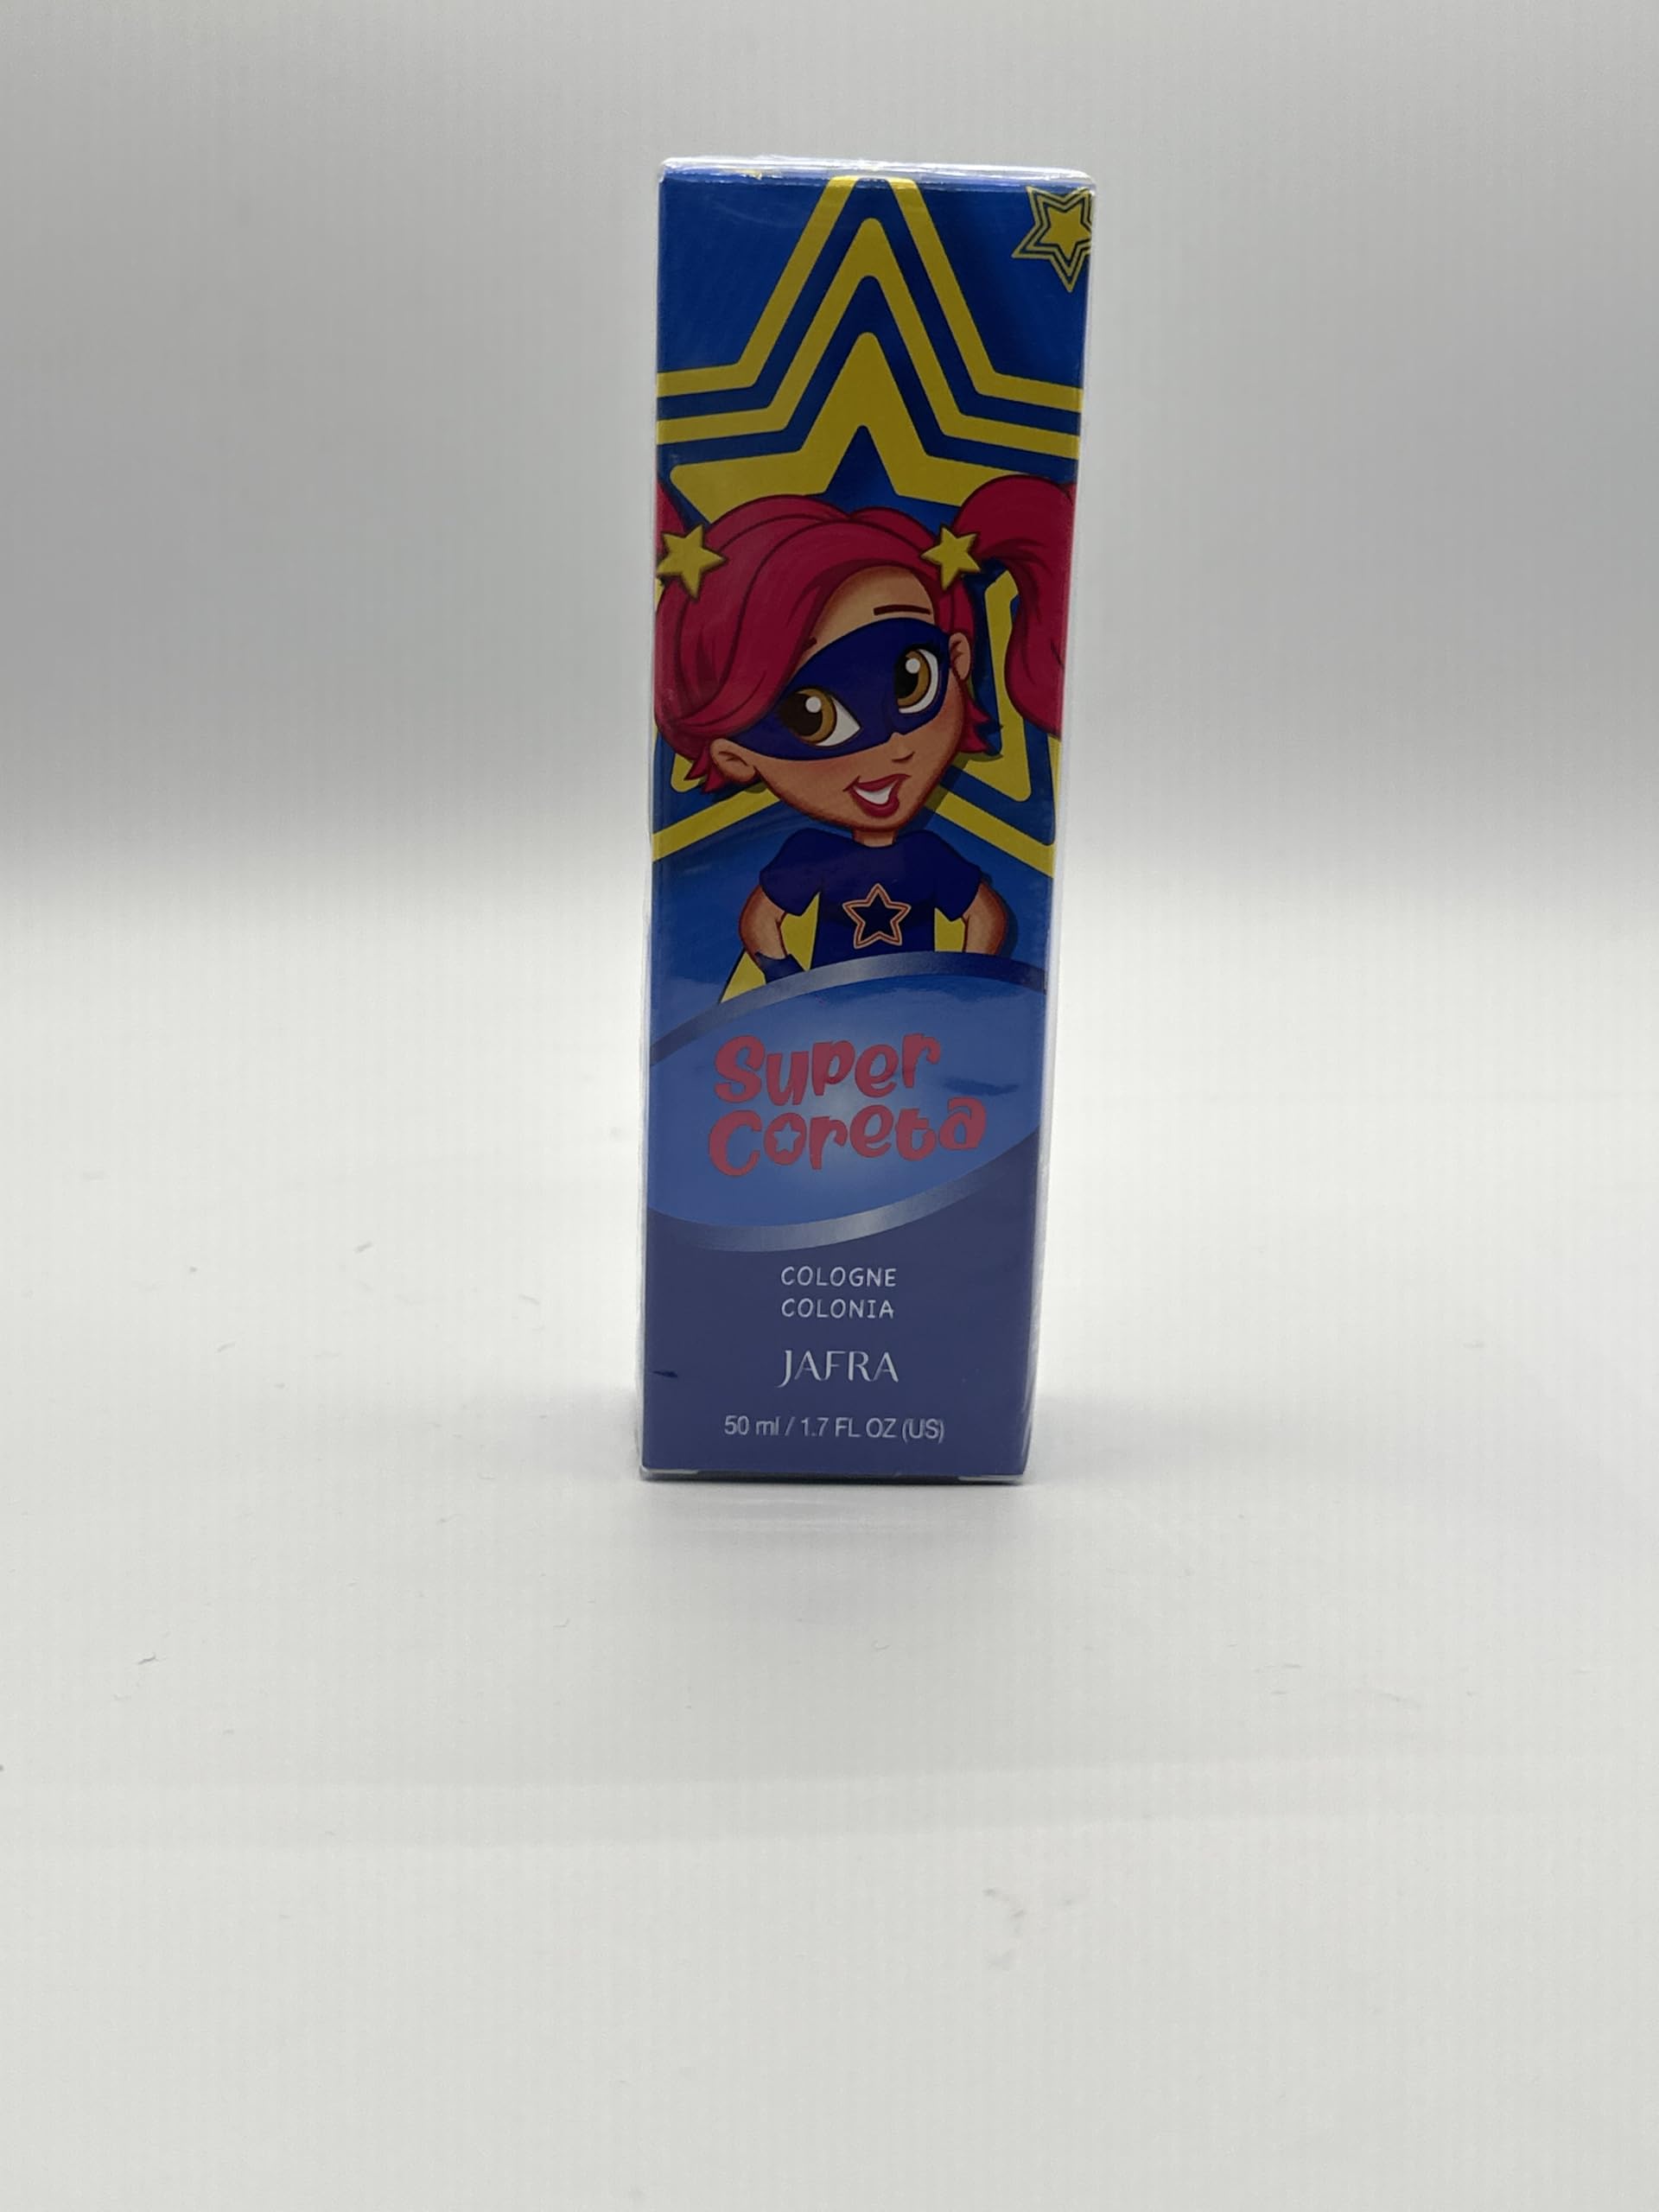 Super
Coreta
COLOGNE
COLONIA
JAFRA
50 ml / 1.7 FL OZ (US)